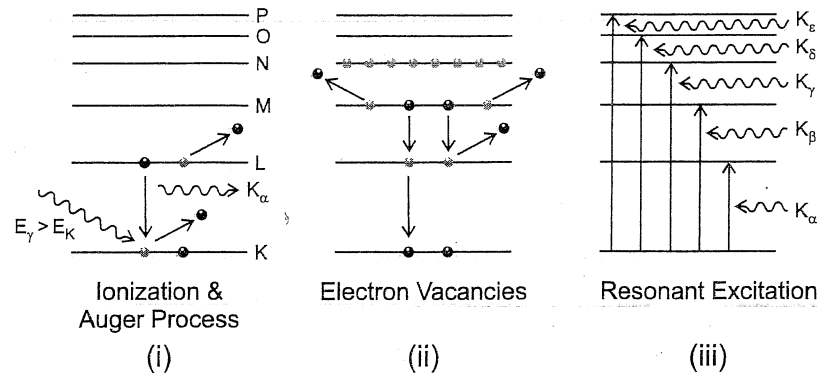 P
O
N
M
L
K
Kα
Eγ > EK
Kε
Kδ
Kγ
Kβ
Kα
Ionization &
Auger Process
Electron Vacancies
Resonant Excitation
(i)
(ii)
(iii)